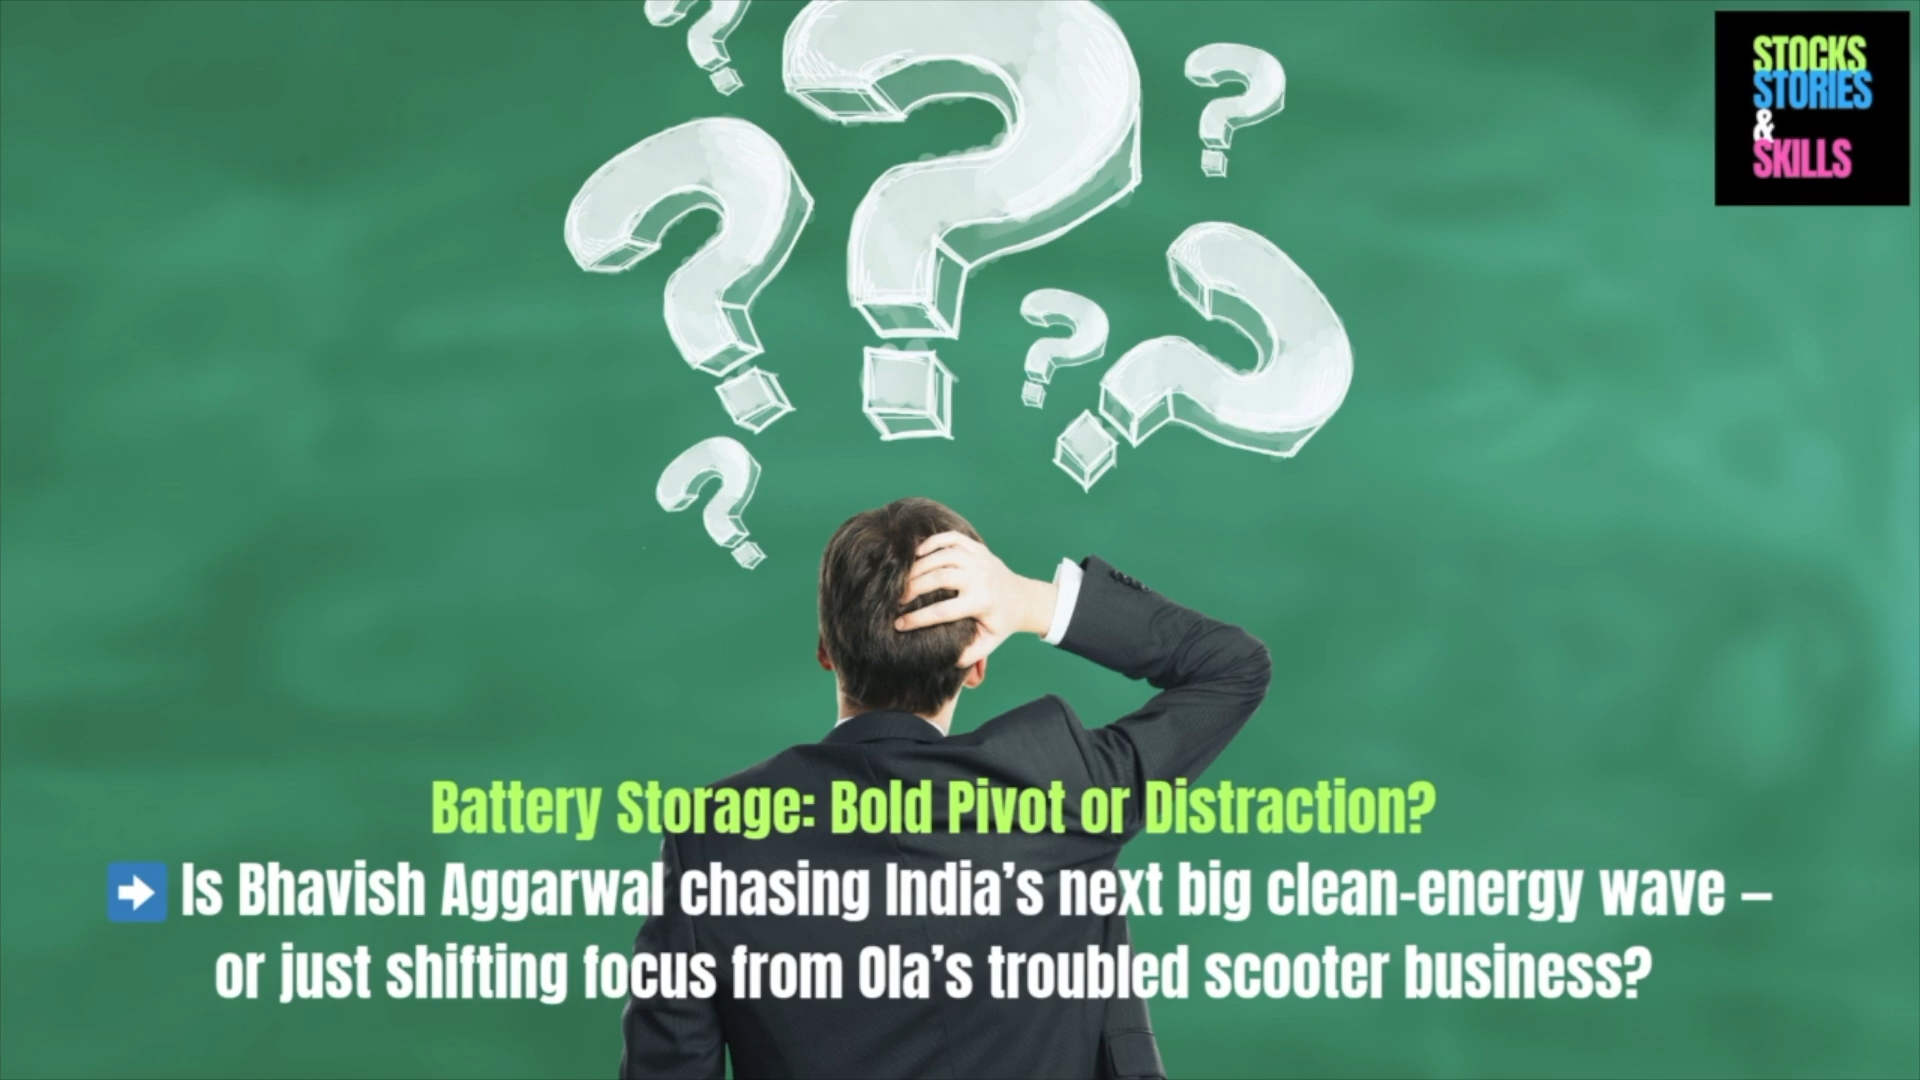 STOCKS
STORIES
&
SKILLS
Battery Storage: Bold Pivot or Distraction?
➡ Is Bhavish Aggarwal chasing India’s next big clean-energy wave –
or just shifting focus from Ola’s troubled scooter business?